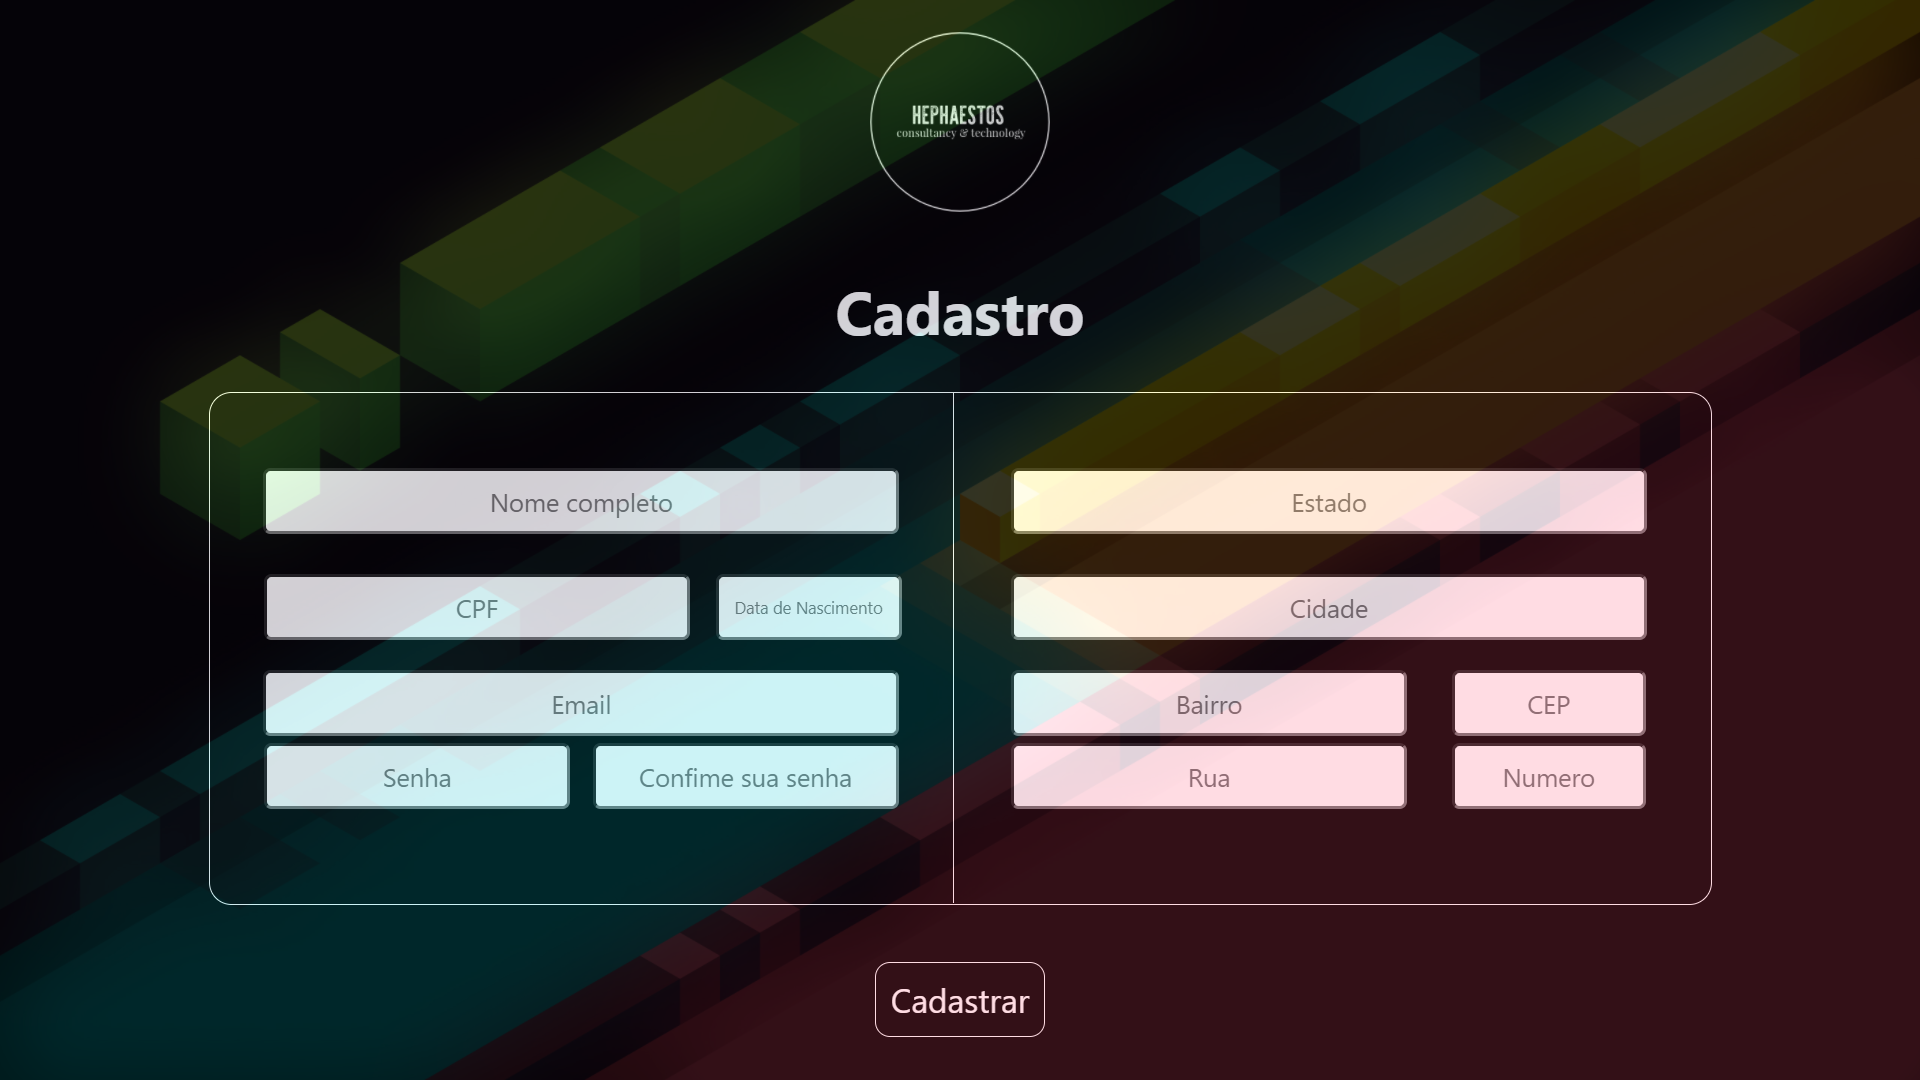 HEPHAESTOS
consultancy & technology
Cadastro
Nome completo
CPF
Data de Nascimento
Email
Senha
Confime sua senha
Estado
Cidade
Bairro
CEP
Rua
Numero
Cadastrar